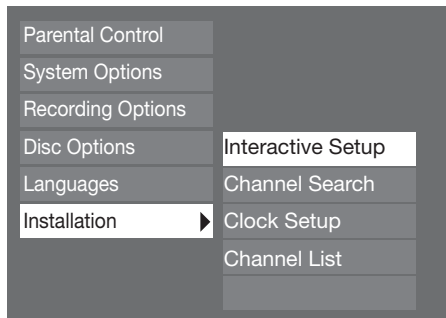 Parental Control
System Options
Recording Options
Disc Options
Languages
Installation
Interactive Setup
Channel Search
Clock Setup
Channel List